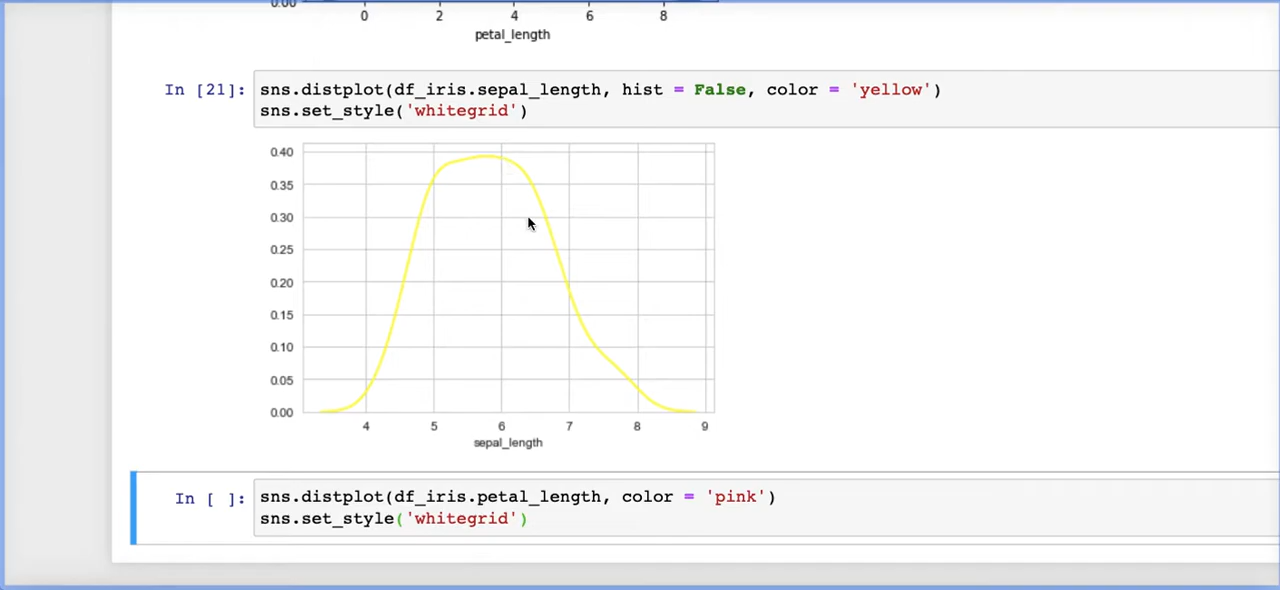 0.00
0 2 4 6 8
petal_length
In [21]: sns.distplot(df_iris.sepal_length, hist = False, color = 'yellow')
sns.set_style('whitegrid')
0.40
0.35
0.30
0.25
0.20
0.15
0.10
0.05
0.00
4 5 6 7 8 9
sepal_length
In [ ]: sns.distplot(df_iris.petal_length, color = 'pink')
sns.set_style('whitegrid')